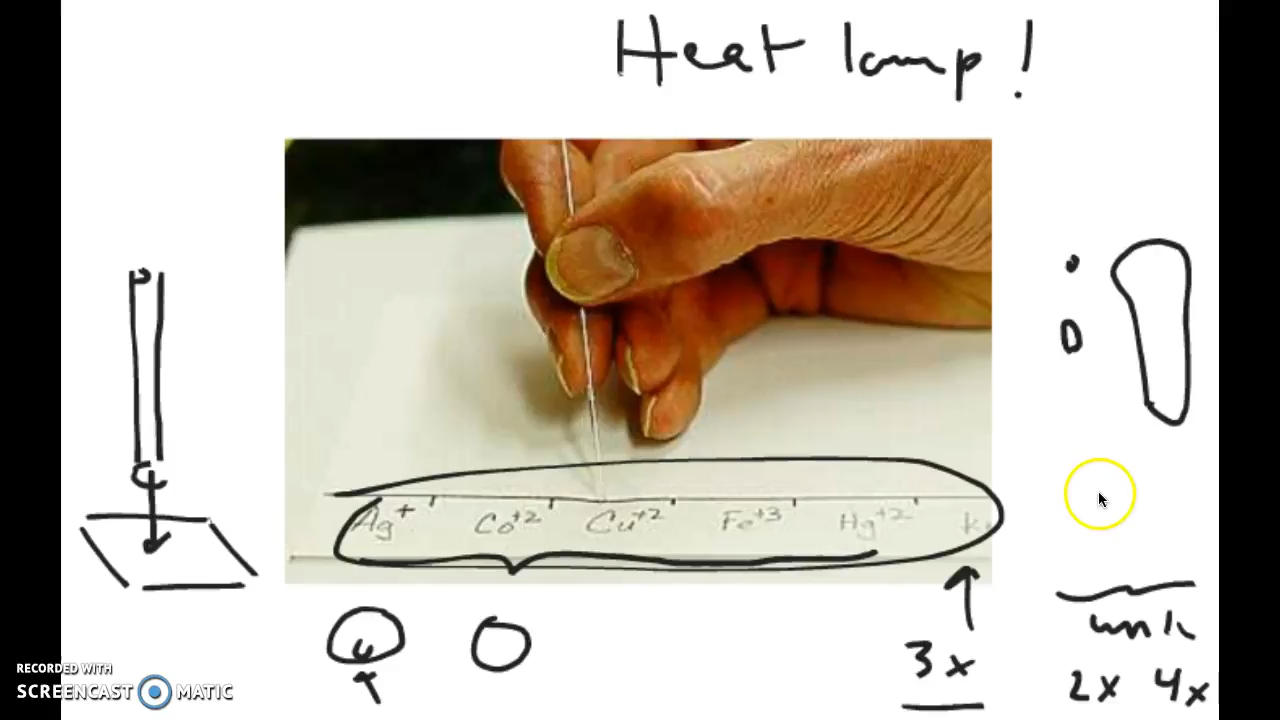 Heat lamp!
Ag+ Co+2 Cu+2 Fe+3 Hg+2
unk
3x
2x 4x
RECORDED WITH
SCREENCAST MATIC